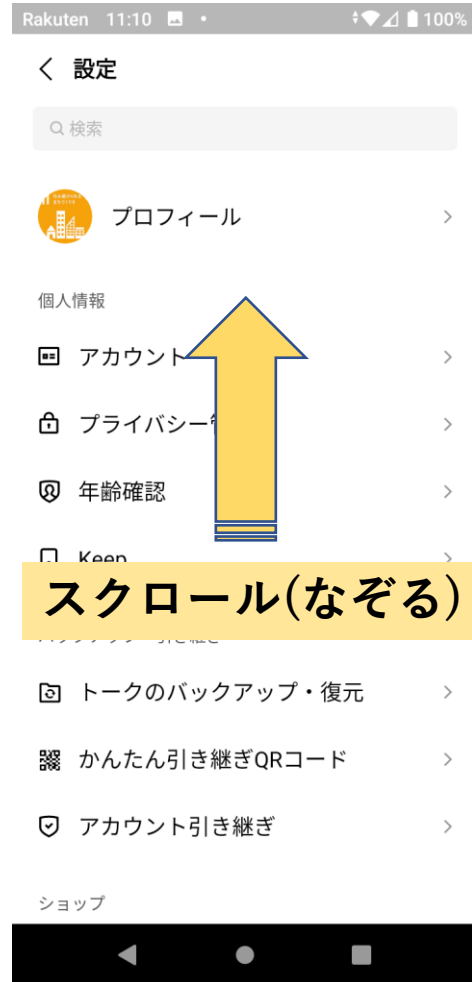 Rakuten 11:10
100%
設定
検索
プロフィール
個人情報
アカウント
プライバシー
年齢確認
Keep
スクロール(なぞる)
トークのバックアップ・復元
かんたん引き継ぎQRコード
アカウント引き継ぎ
ショップ